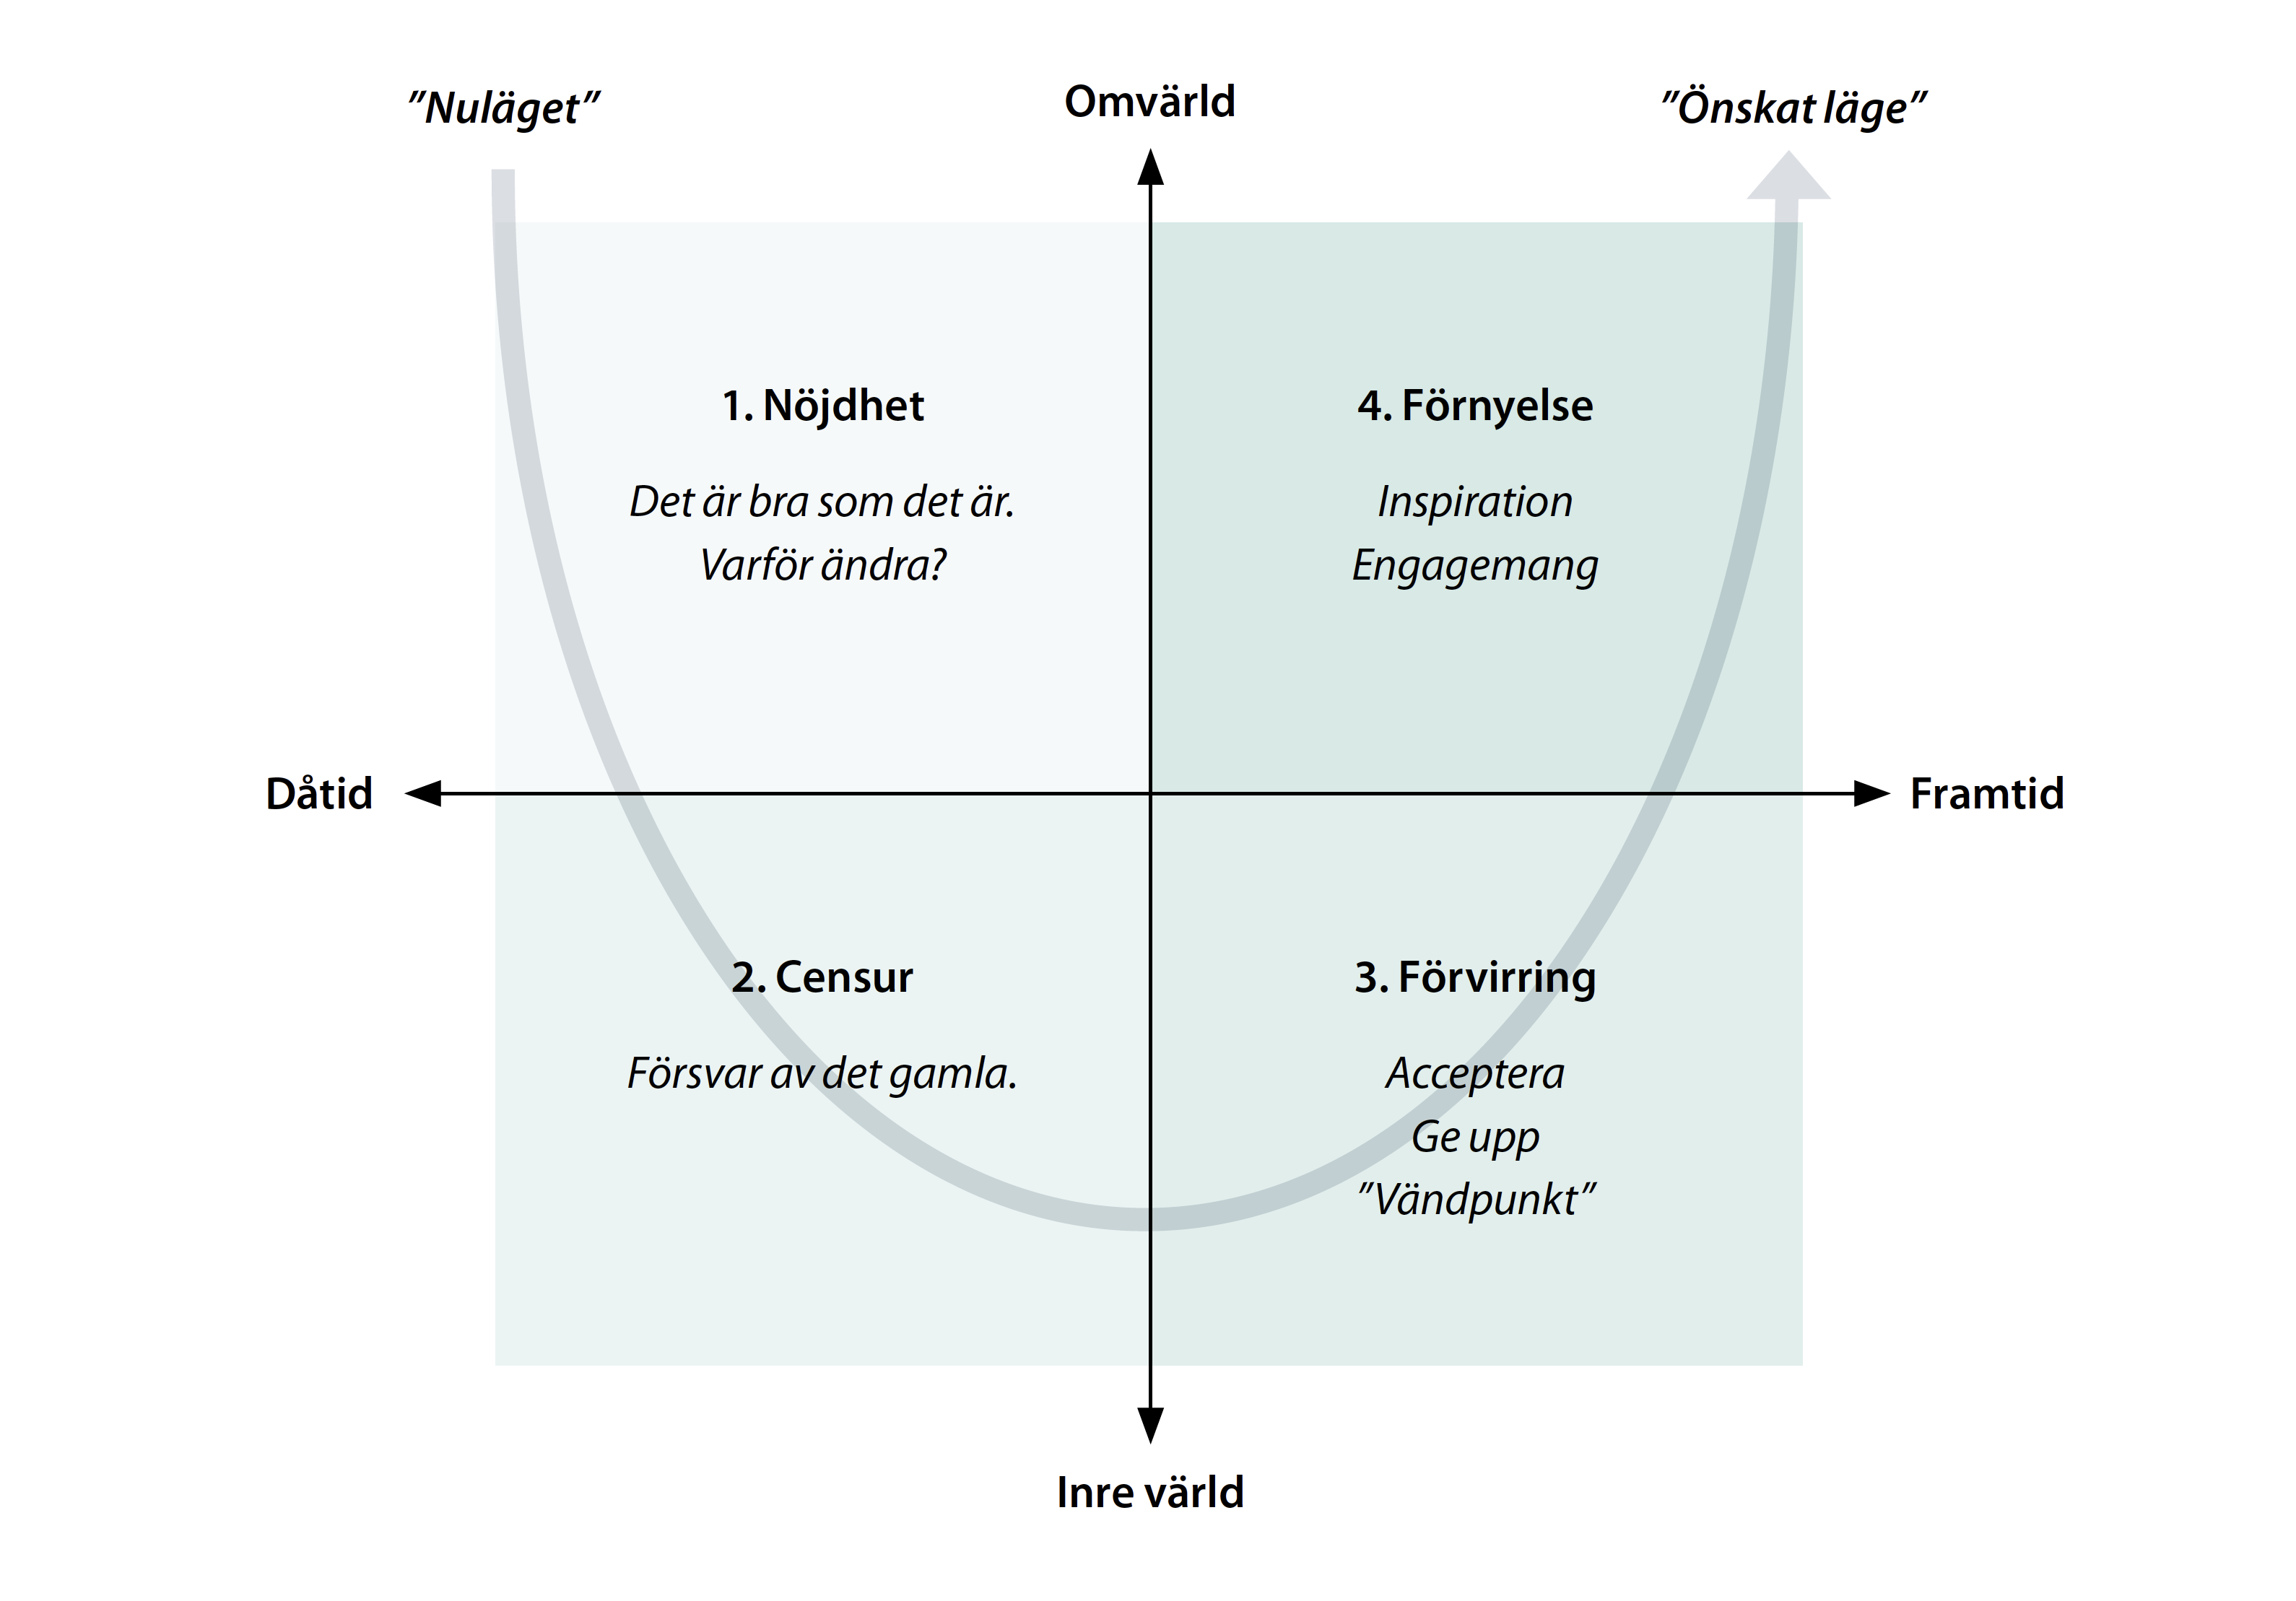 ”Nuläget”
Omvärld
”Önskat läge”
1. Nöjdhet
Det är bra som det är.
Varför ändra?
4. Förnyelse
Inspiration
Engagemang
Dåtid
Framtid
2. Censur
Försvar av det gamla.
3. Förvirring
Acceptera
Ge upp
”Vändpunkt”
Inre värld